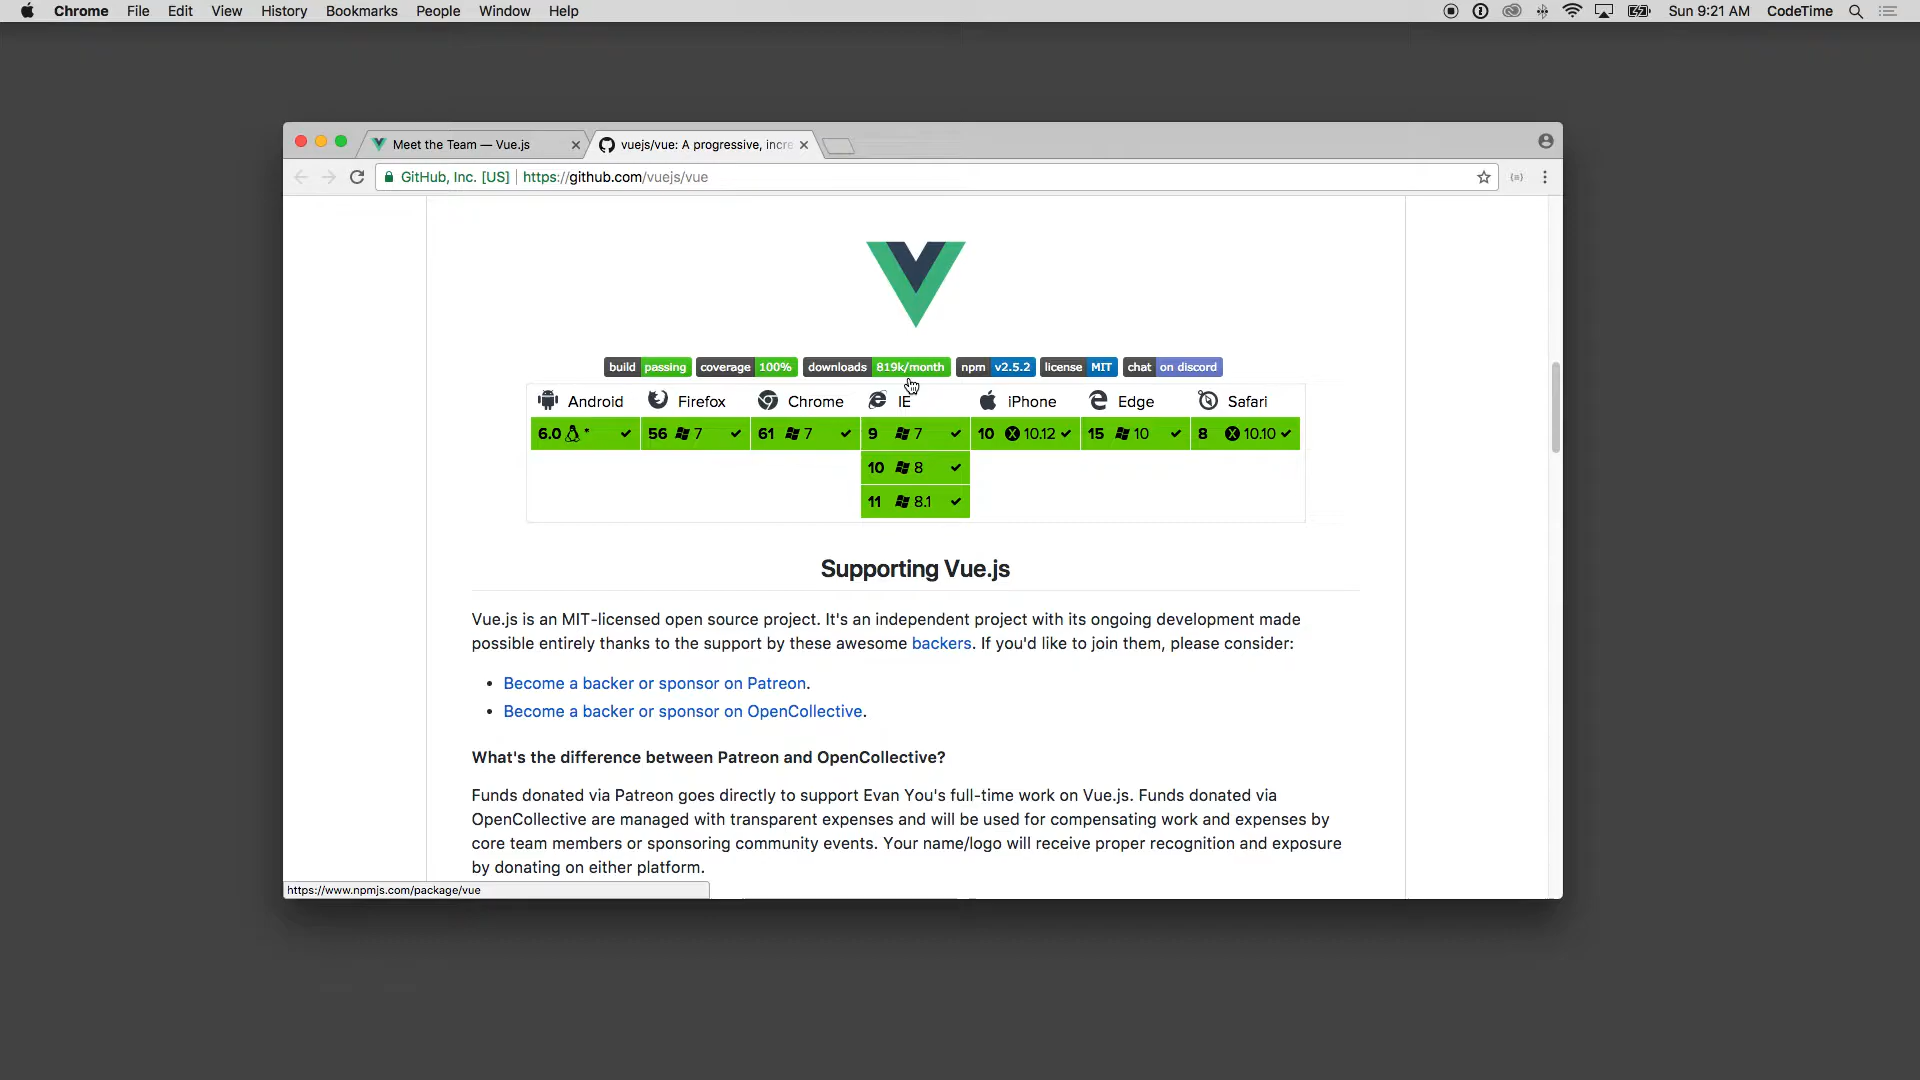 Chrome File Edit View History Bookmarks People Window Help Sun 9:21 AM CodeTime
Meet the Team — Vue.js vuejs/vue: A progressive, incre
GitHub, Inc. [US] https://github.com/vuejs/vue
build passing coverage 100% downloads 819k/month npm v2.5.2 license MIT chat on discord
Android Firefox Chrome IE iPhone Edge Safari
6.0 * ✓ 56 7 ✓ 61 7 ✓ 9 7 ✓ 10 X 10.12 ✓ 15 10 ✓ 8 X 10.10 ✓
10 8 ✓
11 8.1 ✓
Supporting Vue.js
Vue.js is an MIT-licensed open source project. It's an independent project with its ongoing development made
possible entirely thanks to the support by these awesome backers. If you'd like to join them, please consider:
• Become a backer or sponsor on Patreon.
• Become a backer or sponsor on OpenCollective.
What's the difference between Patreon and OpenCollective?
Funds donated via Patreon goes directly to support Evan You's full-time work on Vue.js. Funds donated via
OpenCollective are managed with transparent expenses and will be used for compensating work and expenses by
core team members or sponsoring community events. Your name/logo will receive proper recognition and exposure
by donating on either platform.
https://www.npmjs.com/package/vue